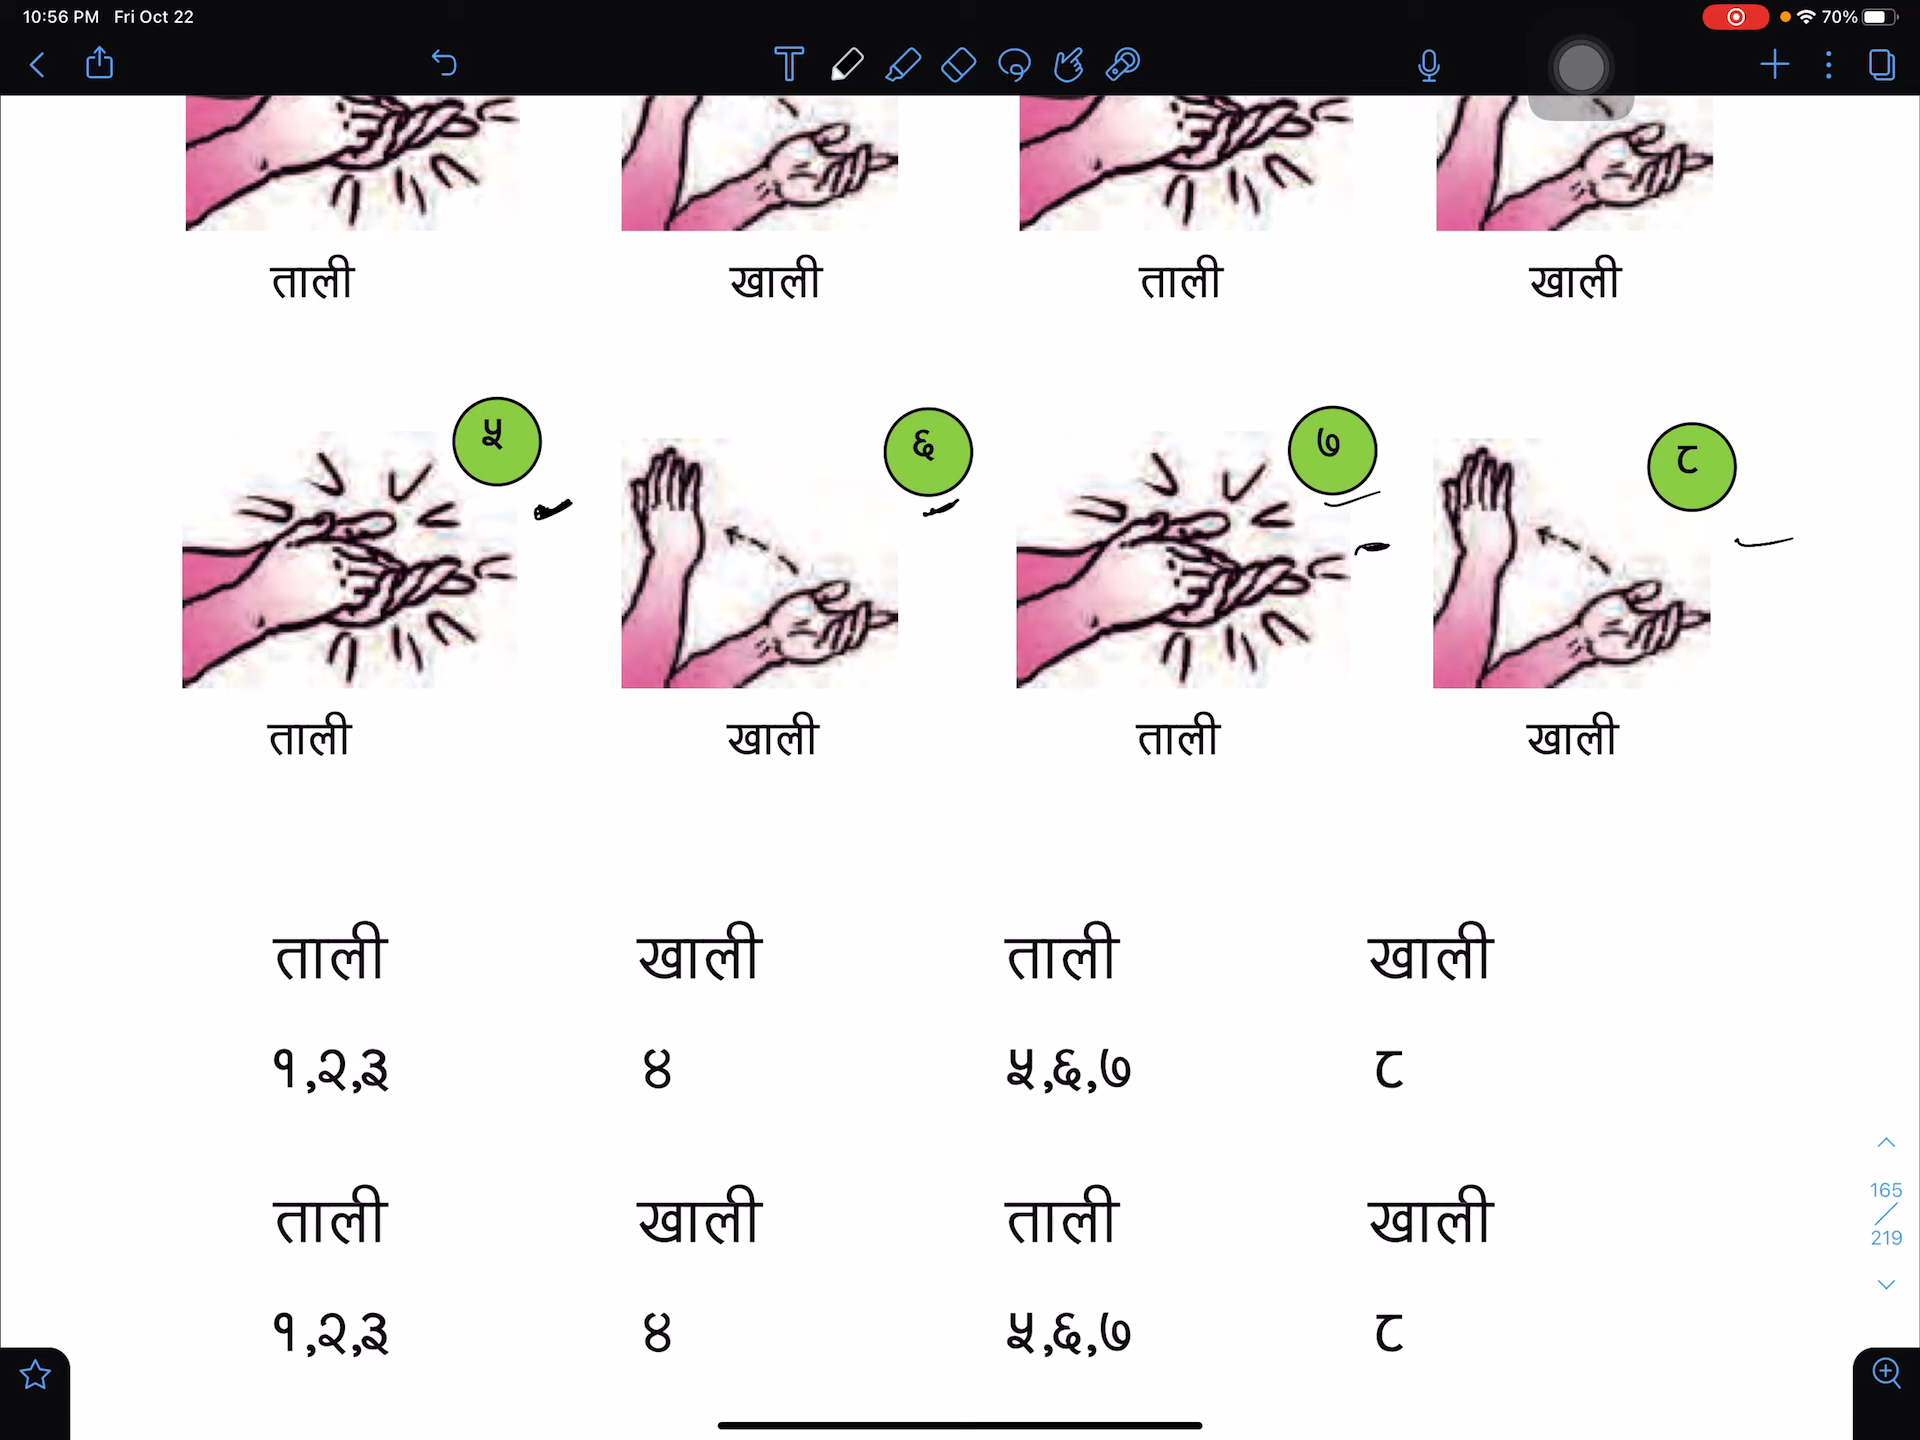 10:56 PM Fri Oct 22 70%
ताली खाली ताली खाली
५ ६ ७ ८
ताली खाली ताली खाली
ताली खाली ताली खाली
१,२,३ ४ ५,६,७ ८
ताली खाली ताली खाली
१,२,३ ४ ५,६,७ ८
165
219